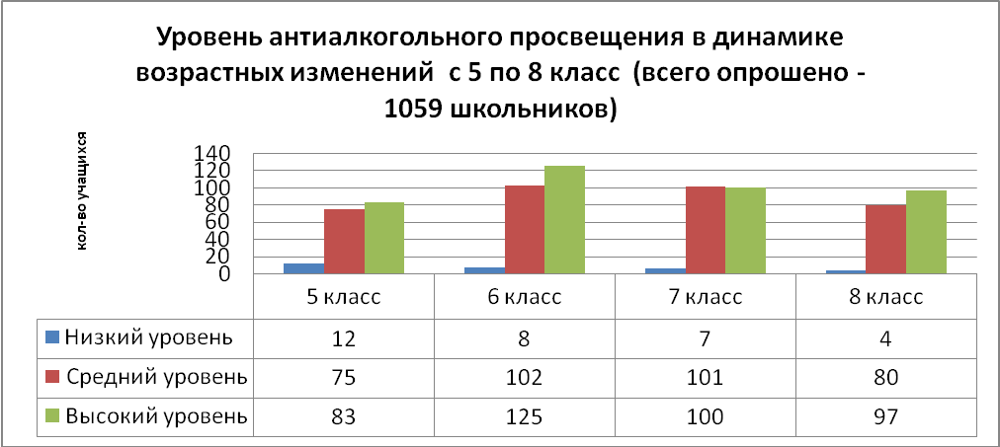 Уровень антиалкогольного просвещения в динамике
возрастных изменений с 5 по 8 класс (всего опрошено -
1059 школьников)
кол-во учащихся
140
120
100
80
60
40
20
0
5 класс 6 класс 7 класс 8 класс
Низкий уровень 12 8 7 4
Средний уровень 75 102 101 80
Высокий уровень 83 125 100 97